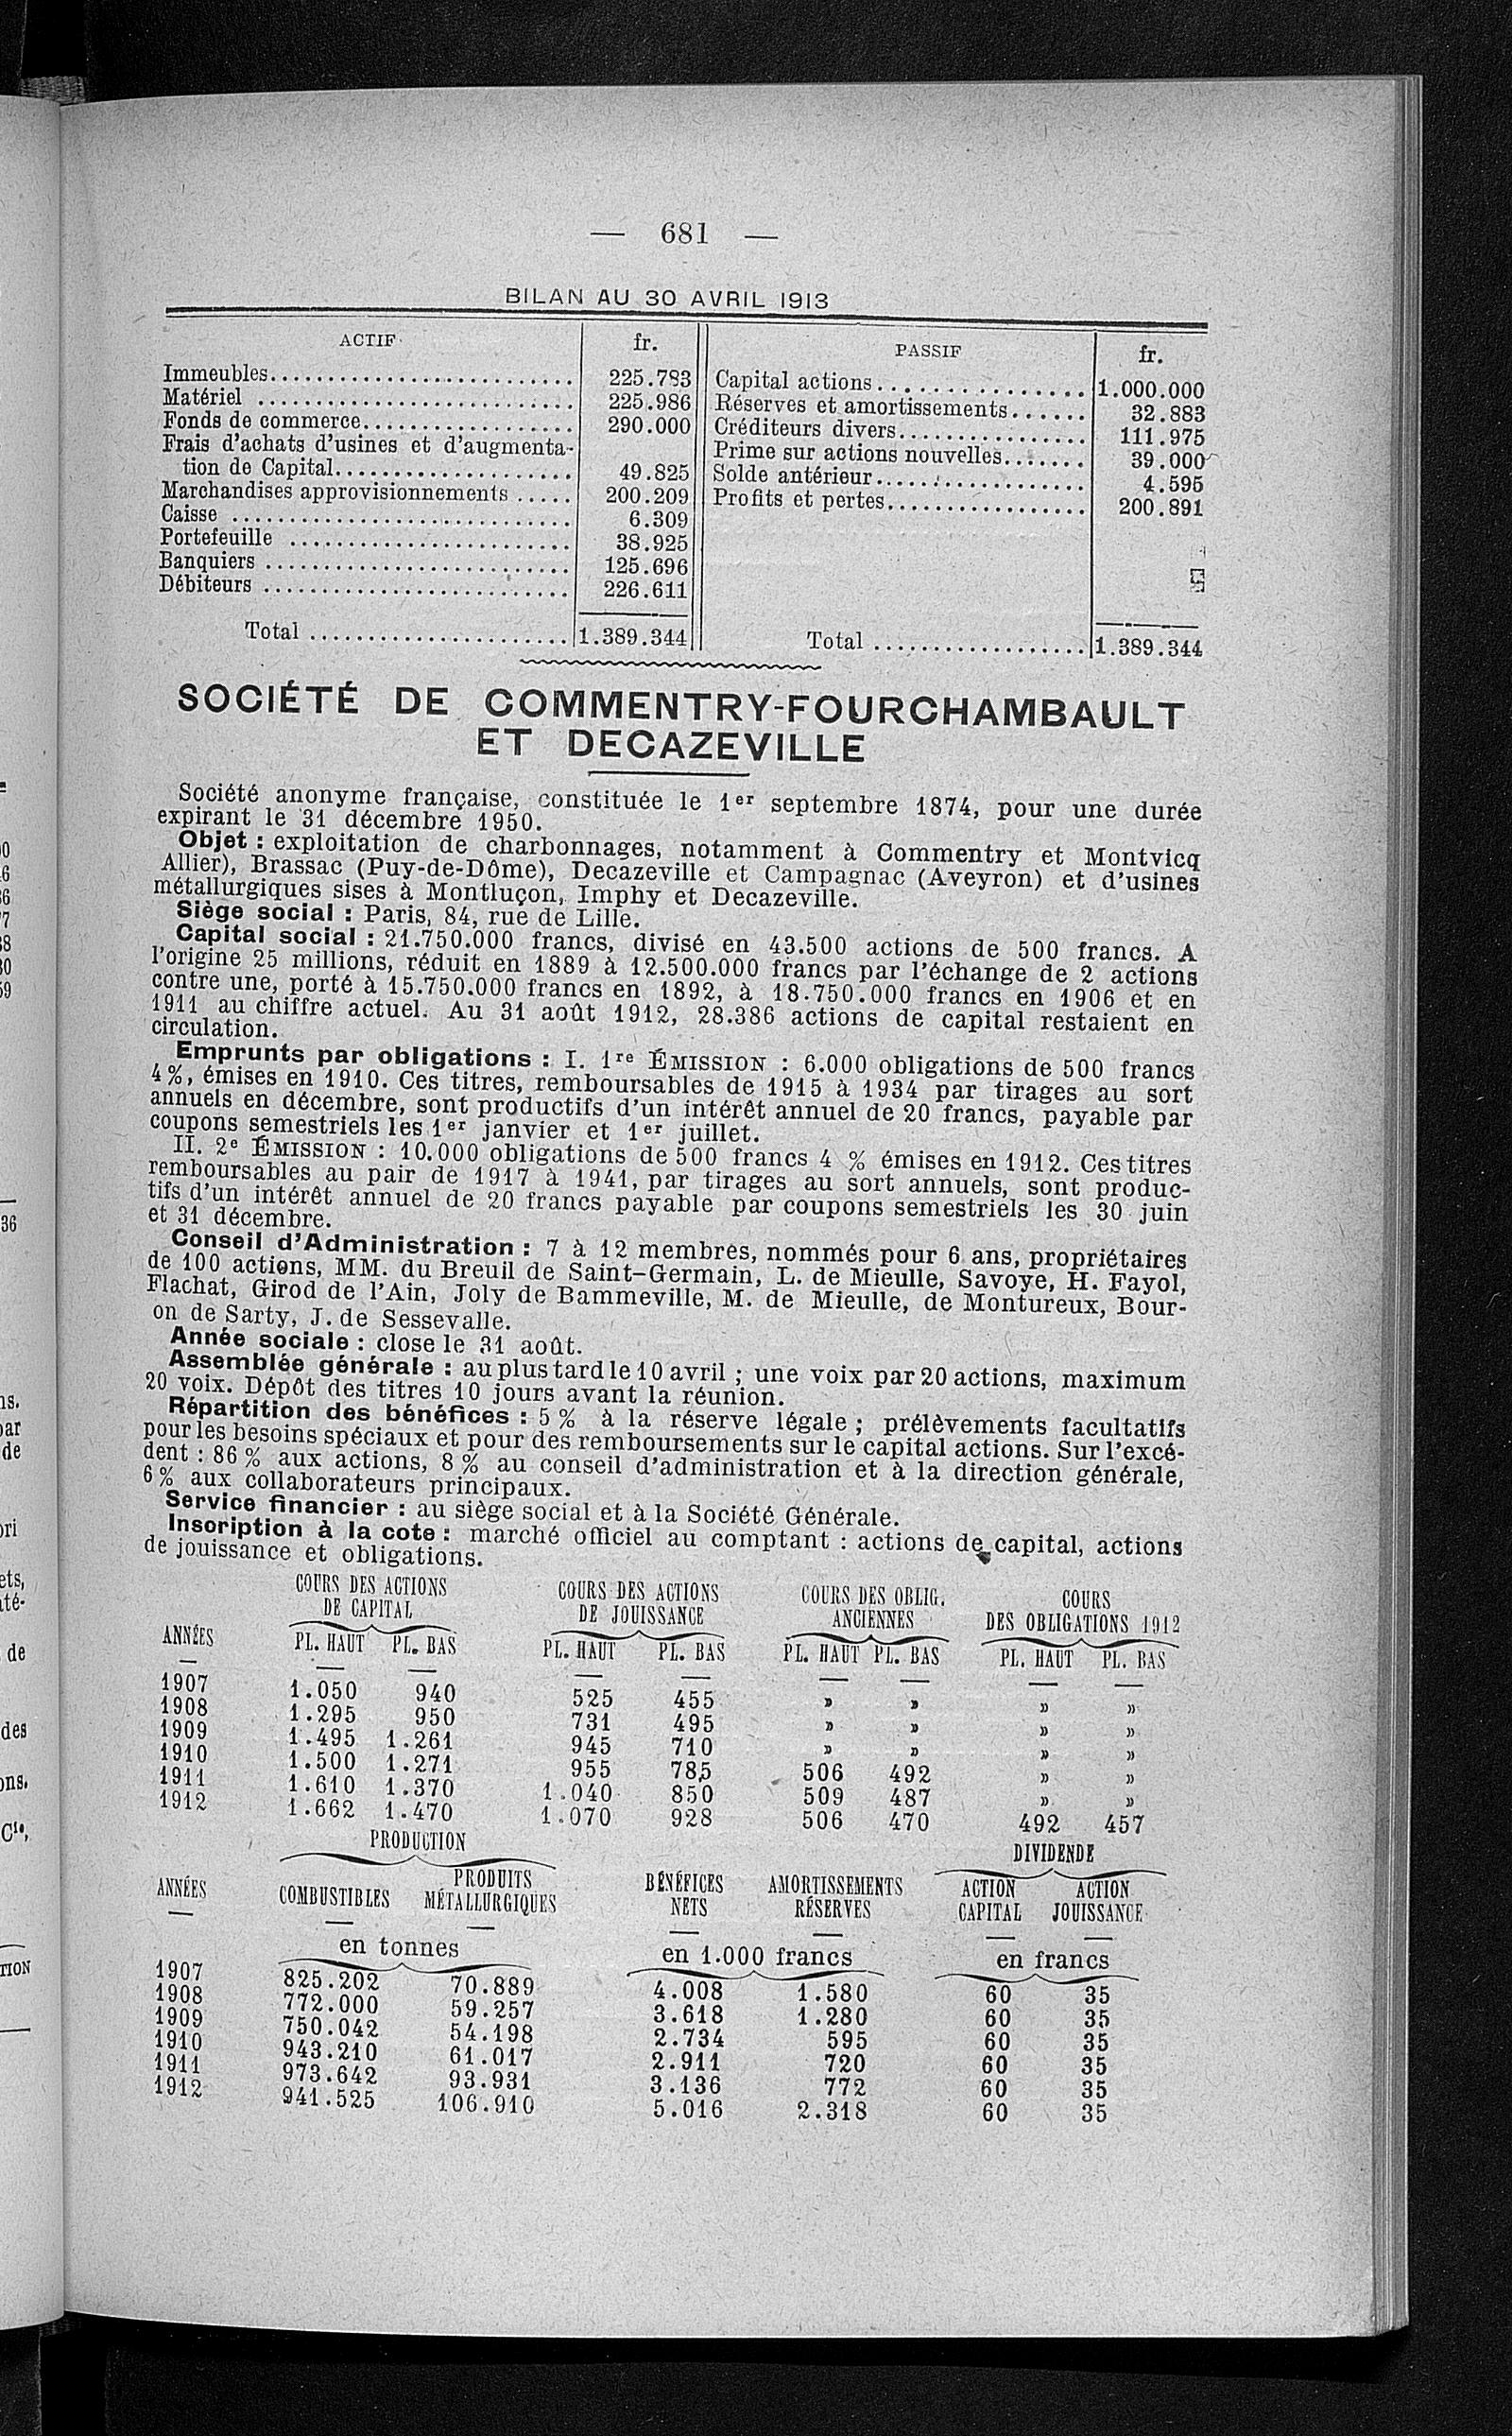 — 681 —
BILAN AU 30 AVRIL 1913
ACTIF fr. PASSIF fr.
Immeubles.......................... 225.783 Capital actions.................. 1.000.000
Matériel .......................... 225.986 Réserves et amortissements...... 32.883
Fonds de commerce.................. 290.000 Créditeurs divers................ 111.975
Frais d'achats d'usines et d'augmenta- Prime sur actions nouvelles....... 39.000
tion de Capital.................... 49.825 Solde antérieur.................. 4.595
Marchandises approvisionnements ..... 200.209 Profits et pertes................. 200.891
Caisse ............................ 6.309
Portefeuille ........................ 38.925
Banquiers .......................... 125.696
Débiteurs .......................... 226.611
Total ...................... 1.389.344 Total .................. 1.389.344
SOCIÉTÉ DE COMMENTRY-FOURCHAMBAULT
ET DECAZEVILLE
Société anonyme française, constituée le 1er septembre 1874, pour une durée
expirant le 31 décembre 1950.
Objet : exploitation de charbonnages, notamment à Commentry et Montvicq
Allier), Brassac (Puy-de-Dôme), Decazeville et Campagnac (Aveyron) et d'usines
métallurgiques sises à Montluçon, Imphy et Decazeville.
Siège social : Paris, 84, rue de Lille.
Capital social : 21.750.000 francs, divisé en 43.500 actions de 500 francs. A
l'origine 25 millions, réduit en 1889 à 12.500.000 francs par l'échange de 2 actions
contre une, porté à 15.750.000 francs en 1892, à 18.750.000 francs en 1906 et en
1911 au chiffre actuel. Au 31 août 1912, 28.386 actions de capital restaient en
circulation.
Emprunts par obligations : I. 1re ÉMISSION : 6.000 obligations de 500 francs
4 %, émises en 1910. Ces titres, remboursables de 1915 à 1934 par tirages au sort
annuels en décembre, sont productifs d'un intérêt annuel de 20 francs, payable par
coupons semestriels les 1er janvier et 1er juillet.
II. 2e ÉMISSION : 10.000 obligations de 500 francs 4 % émises en 1912. Ces titres
remboursables au pair de 1917 à 1941, par tirages au sort annuels, sont produc-
tifs d'un intérêt annuel de 20 francs payable par coupons semestriels les 30 juin
et 31 décembre.
Conseil d'Administration : 7 à 12 membres, nommés pour 6 ans, propriétaires
de 100 actions, MM. du Breuil de Saint-Germain, L. de Mieulle, Savoye, H. Fayol,
Flachat, Girod de l'Ain, Joly de Bammeville, M. de Mieulle, de Montureux, Bour-
on de Sarty, J. de Sessevalle.
Année sociale : close le 31 août.
Assemblée générale : au plus tard le 10 avril ; une voix par 20 actions, maximum
20 voix. Dépôt des titres 10 jours avant la réunion.
Répartition des bénéfices : 5 % à la réserve légale ; prélèvements facultatifs
pour les besoins spéciaux et pour des remboursements sur le capital actions. Sur l'excé-
dent : 86 % aux actions, 8 % au conseil d'administration et à la direction générale,
6 % aux collaborateurs principaux.
Service financier : au siège social et à la Société Générale.
Inscription à la cote : marché officiel au comptant : actions de capital, actions
de jouissance et obligations.
COURS DES ACTIONS COURS DES ACTIONS COURS DES OBLIG. COURS
DE CAPITAL DE JOUISSANCE ANCIENNES DES OBLIGATIONS 1912
ANNÉES PL. HAUT PL. BAS PL. HAUT PL. BAS PL. HAUT PL. BAS PL. HAUT PL. BAS
1907 1.050 940 525 455 » » » »
1908 1.295 950 731 495 » » » »
1909 1.495 1.261 945 710 » » » »
1910 1.500 1.271 955 785 506 492 » »
1911 1.610 1.370 1.040 850 509 487 » »
1912 1.662 1.470 1.070 928 506 470 492 457
PRODUCTION DIVIDENDE
ANNÉES COMBUSTIBLES PRODUITS MÉTALLURGIQUES BÉNÉFICES NETS AMORTISSEMENTS RÉSERVES ACTION CAPITAL ACTION JOUISSANCE
en tonnes en 1.000 francs en francs
1907 825.202 70.889 4.008 1.580 60 35
1908 772.000 59.257 3.618 1.280 60 35
1909 750.042 54.198 2.734 595 60 35
1910 943.210 61.017 2.911 720 60 35
1911 973.642 93.931 3.136 772 60 35
1912 941.525 106.910 5.016 2.318 60 35